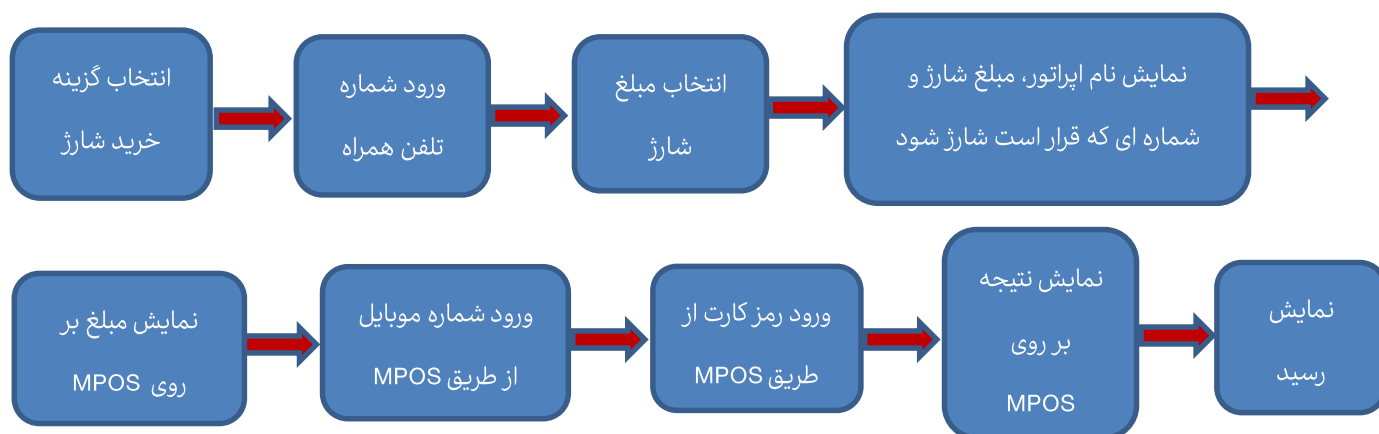 انتخاب گزینه
خرید شارژ
ورود شماره
تلفن همراه
انتخاب مبلغ
شارژ
نمایش نام اپراتور، مبلغ شارژ و
شماره ای که قرار است شارژ شود
نمایش مبلغ بر
روی MPOS
ورود شماره موبایل
از طریق MPOS
ورود رمز کارت از
طریق MPOS
نمایش نتیجه
بر روی
MPOS
نمایش
رسید